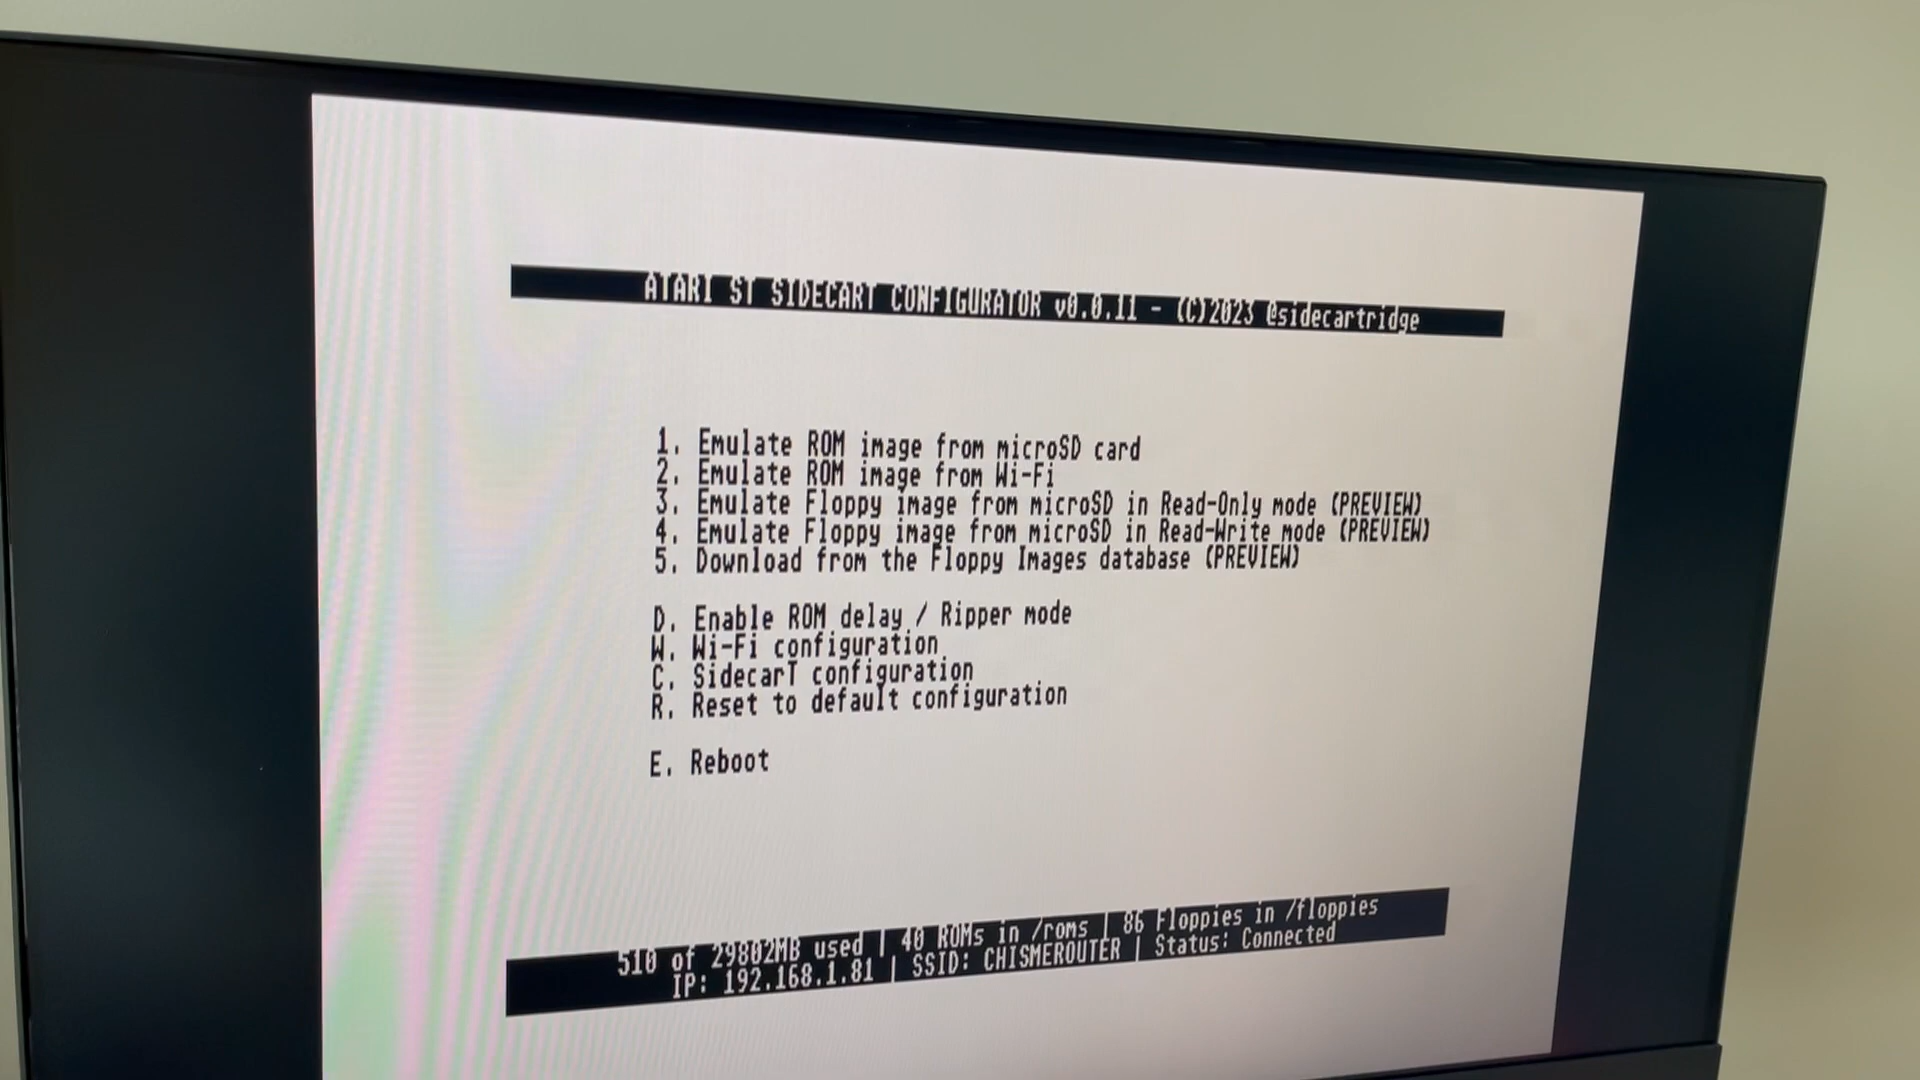 ATARI ST SIDECART CONFIGURATOR v0.0.11 - (C)2023 @sidecartridge
1. Emulate ROM image from microSD card
2. Emulate ROM image from Wi-Fi
3. Emulate Floppy image from microSD in Read-Only mode (PREVIEW)
4. Emulate Floppy image from microSD in Read-Write mode (PREVIEW)
5. Download from the Floppy Images database (PREVIEW)
D. Enable ROM delay / Ripper mode
W. Wi-Fi configuration
C. SidecarT configuration
R. Reset to default configuration
E. Reboot
510 of 29802MB used | 40 ROMs in /roms | 86 Floppies in /floppies
IP: 192.168.1.81 | SSID: CHISMEROUTER | Status: Connected